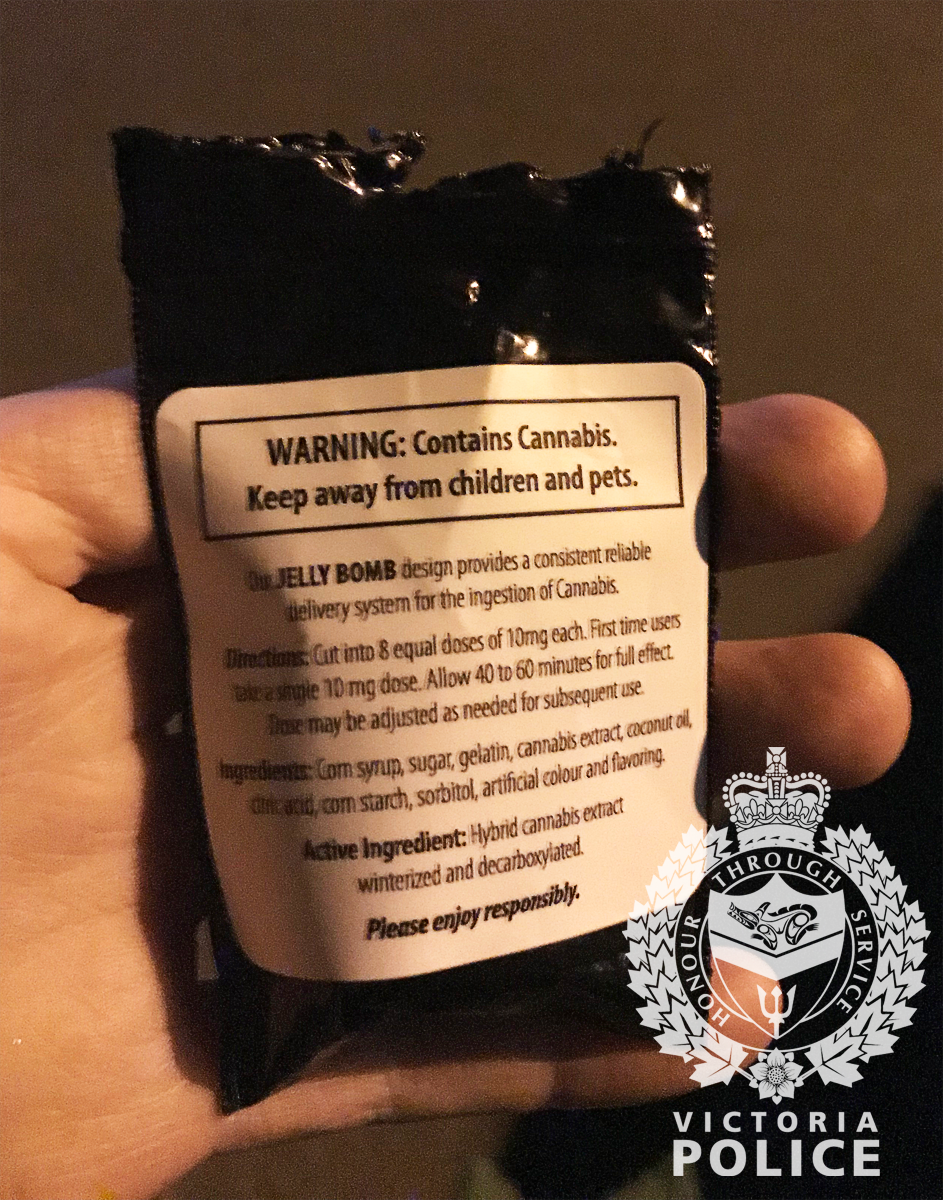 WARNING: Contains Cannabis.
Keep away from children and pets.
Our JELLY BOMB design provides a consistent reliable
delivery system for the ingestion of Cannabis.
Directions: Cut into 8 equal doses of 10mg each. First time users
take a single 10 mg dose. Allow 40 to 60 minutes for full effect.
Dose may be adjusted as needed for subsequent use.
Ingredients: Corn syrup, sugar, gelatin, cannabis extract, coconut oil,
citric acid, corn starch, sorbitol, artificial colour and flavoring.
Active Ingredient: Hybrid cannabis extract
winterized and decarboxylated.
Please enjoy responsibly.
HONOUR THROUGH SERVICE
VICTORIA
POLICE